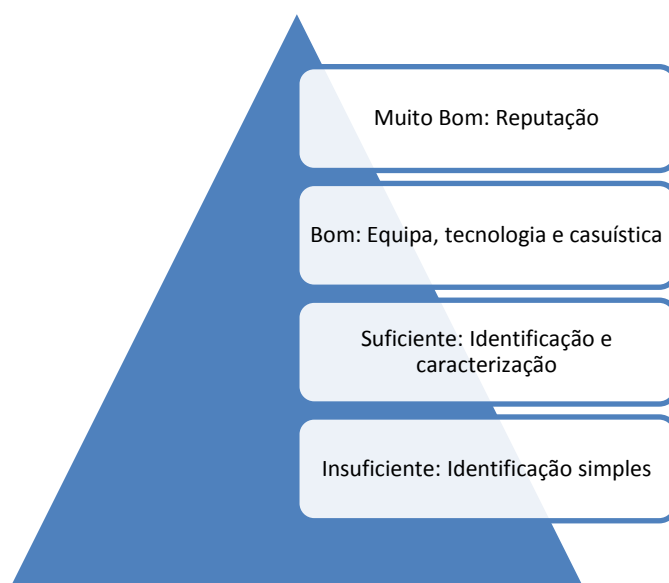 Muito Bom: Reputação
Bom: Equipa, tecnologia e casuística
Suficiente: Identificação e
caracterização
Insuficiente: Identificação simples